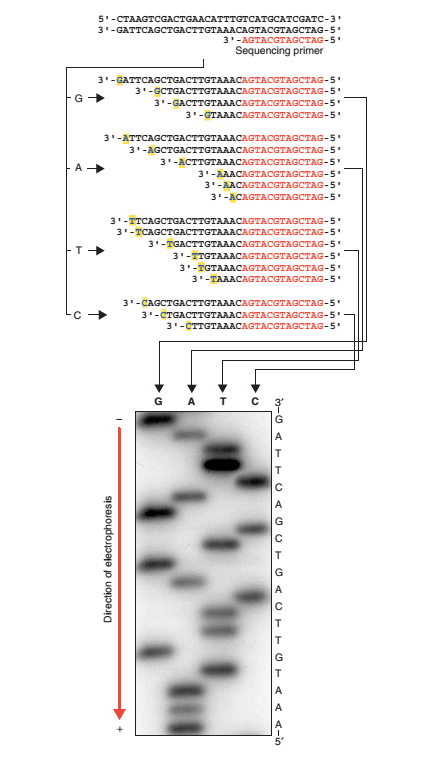 5'-CTAAGTCGACTGAACATTTGTCATGCATCGATC-3'
3'-GATTCAGCTGACTTGTAAACAGTACGTAGCTAG-5'
3'-AGTACGTAGCTAG-5'
Sequencing primer
3'-GATTCAGCTGACTTGTAAACAGTACGTAGCTAG-5'
3'-GCTGACTTGTAAACAGTACGTAGCTAG-5'
G
3'-GACTTGTAAACAGTACGTAGCTAG-5'
3'-GTAAACAGTACGTAGCTAG-5'
3'-ATTCAGCTGACTTGTAAACAGTACGTAGCTAG-5'
3'-AGCTGACTTGTAAACAGTACGTAGCTAG-5'
3'-ACTTGTAAACAGTACGTAGCTAG-5'
A
3'-AAACAGTACGTAGCTAG-5'
3'-AACAGTACGTAGCTAG-5'
3'-ACAGTACGTAGCTAG-5'
3'-TTCAGCTGACTTGTAAACAGTACGTAGCTAG-5'
3'-TCAGCTGACTTGTAAACAGTACGTAGCTAG-5'
3'-TGACTTGTAAACAGTACGTAGCTAG-5'
T
3'-TTGTAAACAGTACGTAGCTAG-5'
3'-TGTAAACAGTACGTAGCTAG-5'
3'-TAAACAGTACGTAGCTAG-5'
3'-CAGCTGACTTGTAAACAGTACGTAGCTAG-5'
C
3'-CTGACTTGTAAACAGTACGTAGCTAG-5'
3'-CTTGTAAACAGTACGTAGCTAG-5'
G A T C
3′
−
Direction of electrophoresis
+
G
A
T
T
C
A
G
C
T
G
A
C
T
T
G
T
A
A
A
5′